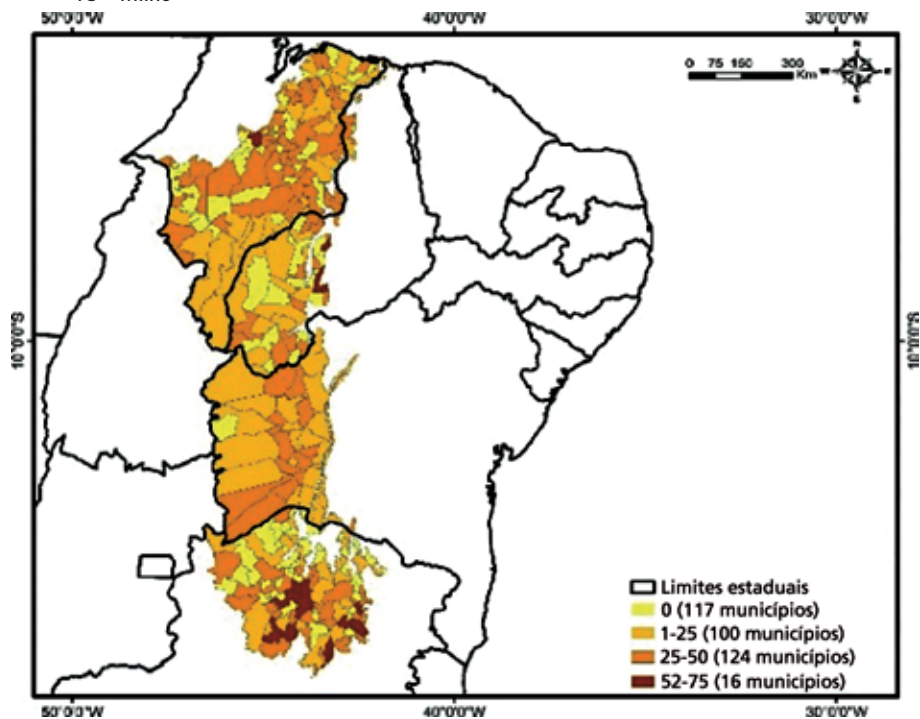 50°0'0"W 40°0'0"W 30°0'0"W
N
0 75 150 300
Km
W E
S
10°0'0"S 10°0'0"S
Limites estaduais
0 (117 municípios)
1-25 (100 municípios)
25-50 (124 municípios)
52-75 (16 municípios)
50°0'0"W 40°0'0"W 30°0'0"W